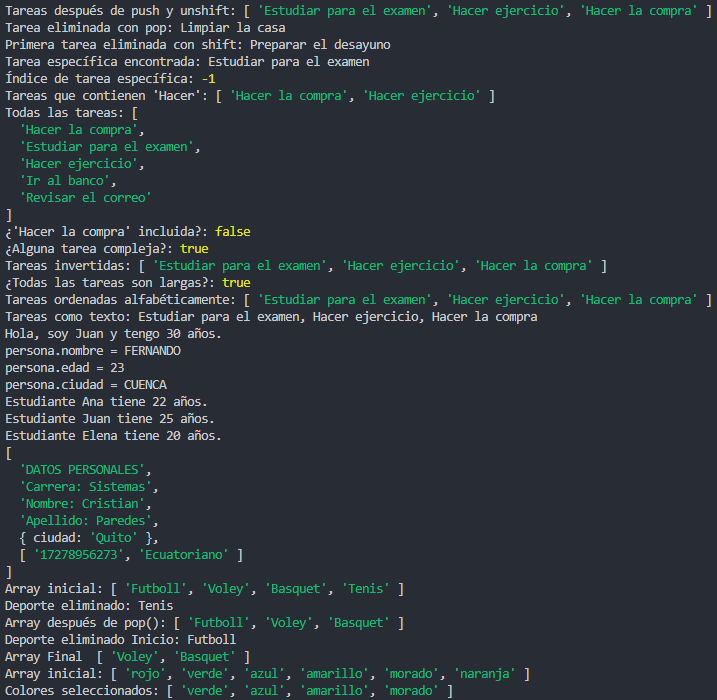 Tareas después de push y unshift: [ 'Estudiar para el examen', 'Hacer ejercicio', 'Hacer la compra' ]
Tarea eliminada con pop: Limpiar la casa
Primera tarea eliminada con shift: Preparar el desayuno
Tarea específica encontrada: Estudiar para el examen
Índice de tarea específica: -1
Tareas que contienen 'Hacer': [ 'Hacer la compra', 'Hacer ejercicio' ]
Todas las tareas: [
  'Hacer la compra',
  'Estudiar para el examen',
  'Hacer ejercicio',
  'Ir al banco',
  'Revisar el correo'
]
¿'Hacer la compra' incluida?: false
¿Alguna tarea compleja?: true
Tareas invertidas: [ 'Estudiar para el examen', 'Hacer ejercicio', 'Hacer la compra' ]
¿Todas las tareas son largas?: true
Tareas ordenadas alfabéticamente: [ 'Estudiar para el examen', 'Hacer ejercicio', 'Hacer la compra' ]
Tareas como texto: Estudiar para el examen, Hacer ejercicio, Hacer la compra
Hola, soy Juan y tengo 30 años.
persona.nombre = FERNANDO
persona.edad = 23
persona.ciudad = CUENCA
Estudiante Ana tiene 22 años.
Estudiante Juan tiene 25 años.
Estudiante Elena tiene 20 años.
[
  'DATOS PERSONALES',
  'Carrera: Sistemas',
  'Nombre: Cristian',
  'Apellido: Paredes',
  { ciudad: 'Quito' },
  [ '17278956273', 'Ecuatoriano' ]
]
Array inicial: [ 'Futboll', 'Voley', 'Basquet', 'Tenis' ]
Deporte eliminado: Tenis
Array después de pop(): [ 'Futboll', 'Voley', 'Basquet' ]
Deporte eliminado Inicio: Futboll
Array Final  [ 'Voley', 'Basquet' ]
Array inicial: [ 'rojo', 'verde', 'azul', 'amarillo', 'morado', 'naranja' ]
Colores seleccionados: [ 'verde', 'azul', 'amarillo', 'morado' ]